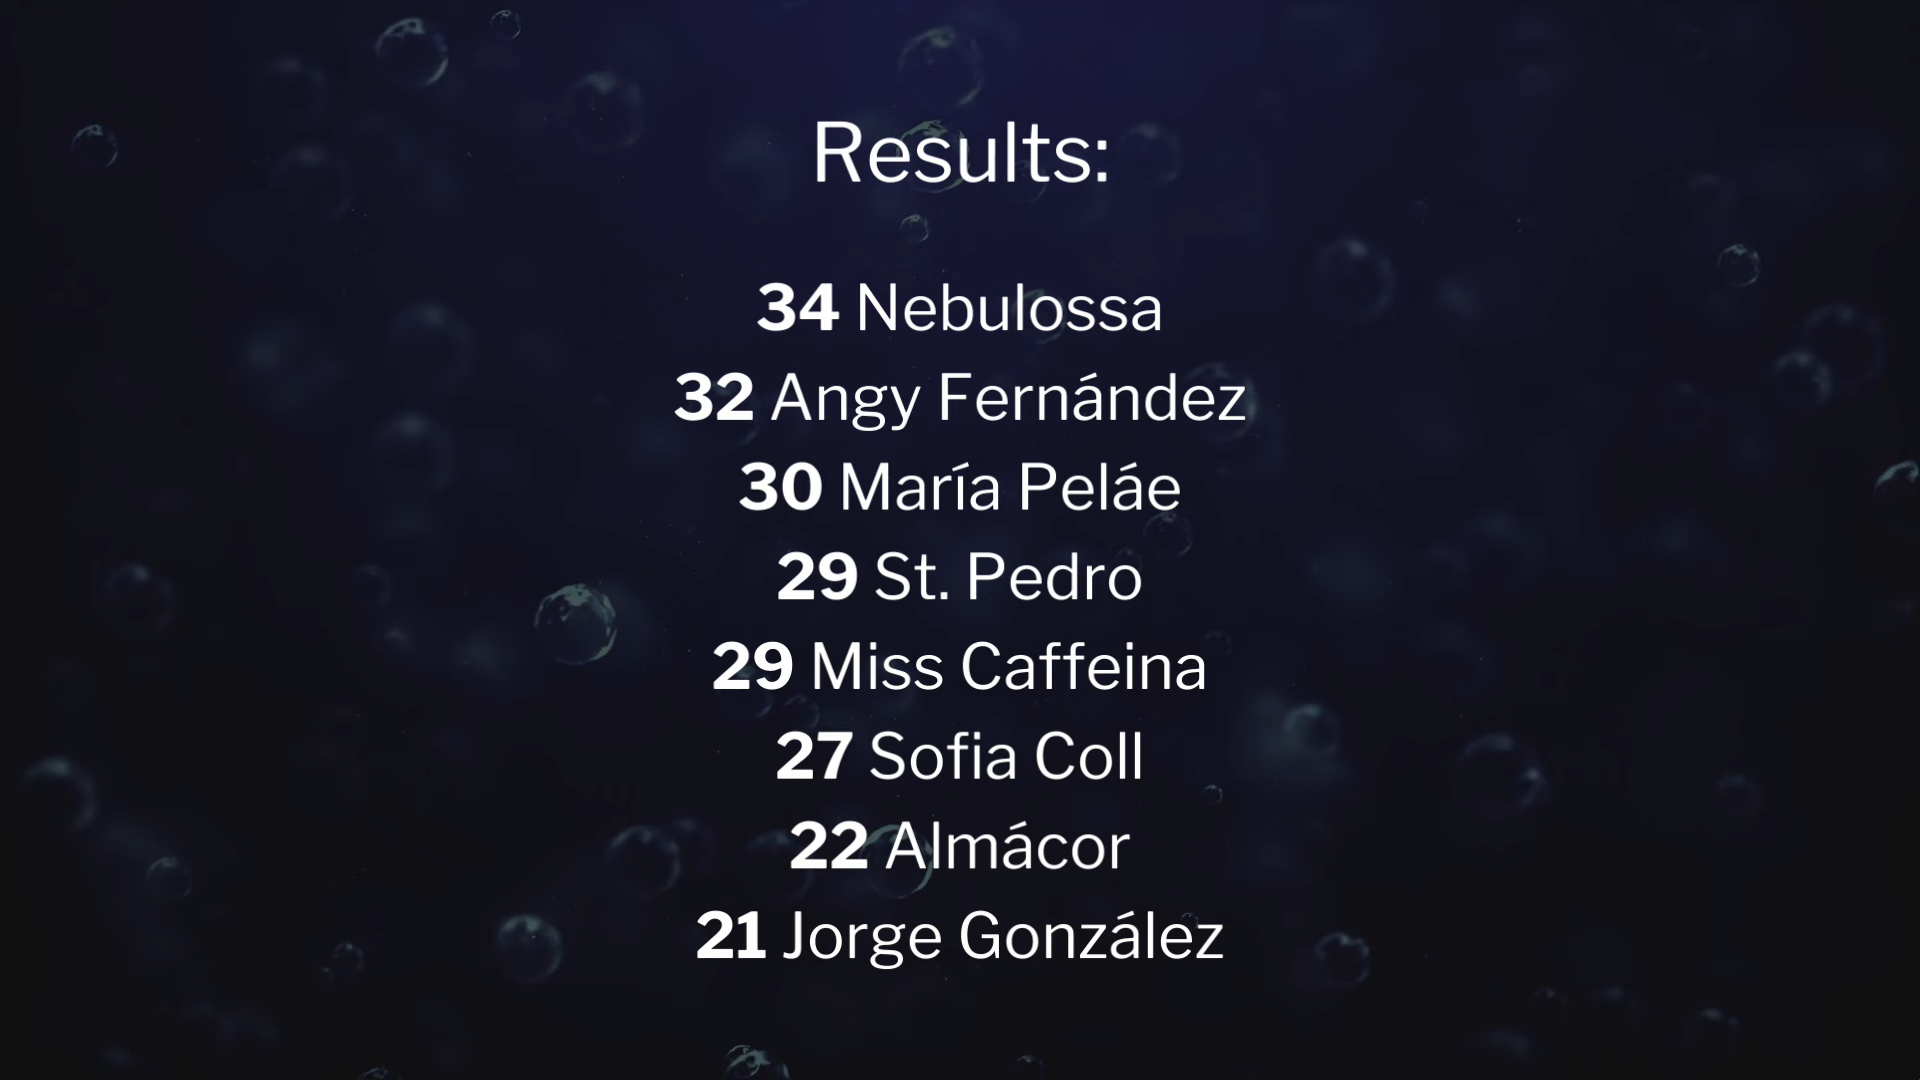 Results:
34 Nebulossa
32 Angy Fernández
30 María Peláe
29 St. Pedro
29 Miss Caffeina
27 Sofia Coll
22 Almácor
21 Jorge González